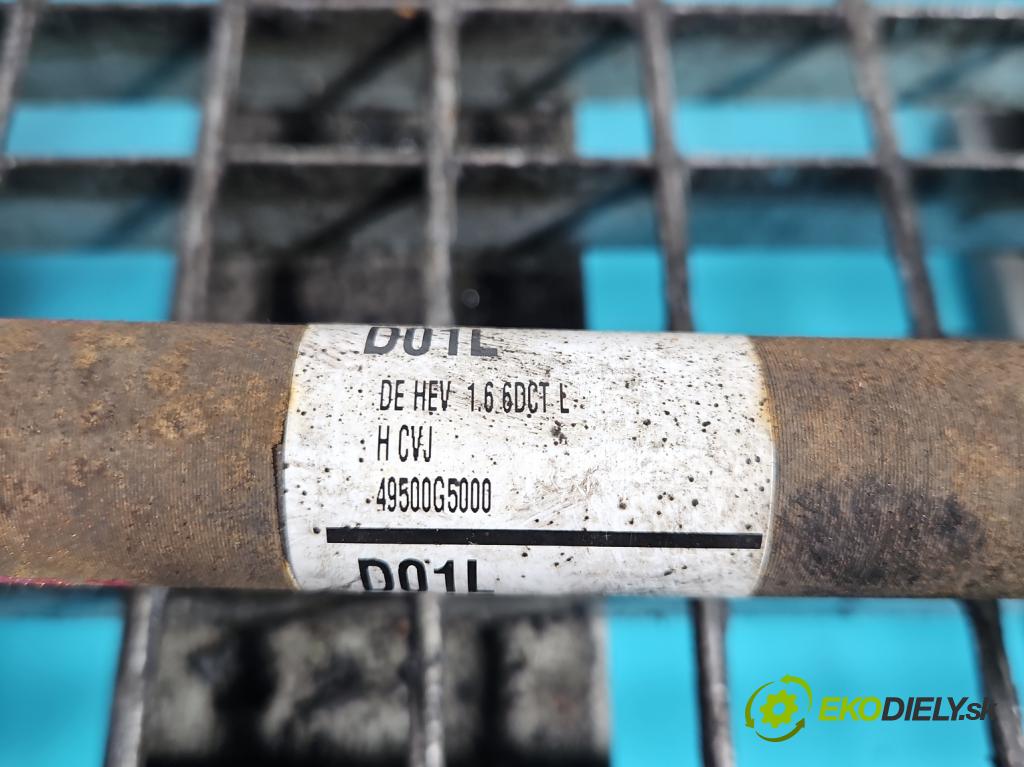 D01L
DE HEV 1.6 6DCT L
H CVJ
49500G5000
D01L
EKODIELY.sk